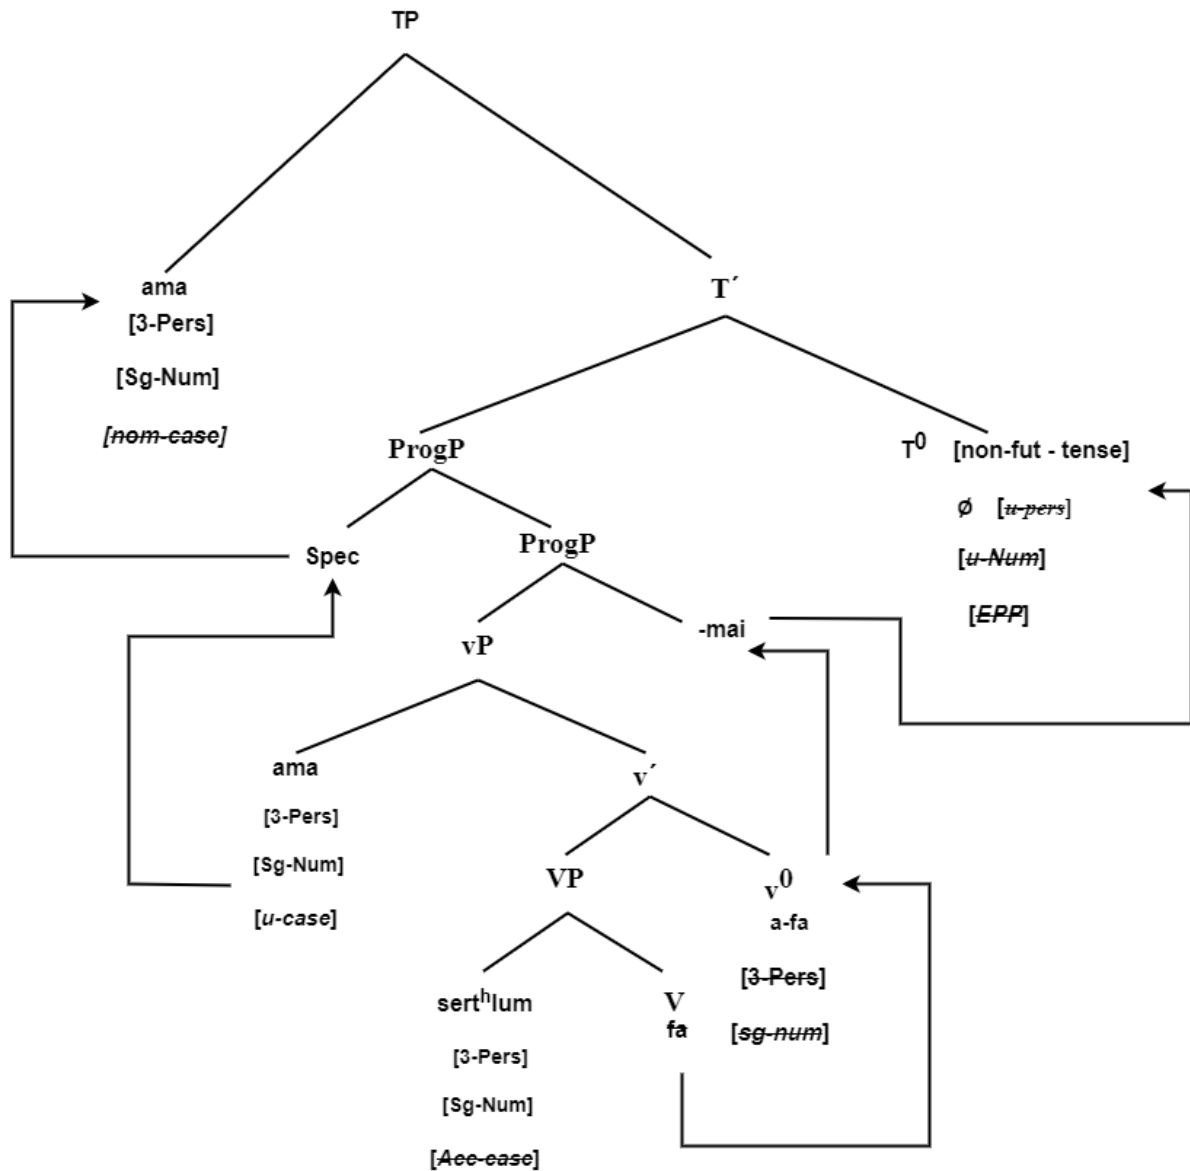 TP
ama
[3-Pers]
[Sg-Num]
[nom-case]
T´
ProgP
T⁰ [non-fut - tense]
ø [u-pers]
[u-Num]
[EPP]
Spec
ProgP
vP
-mai
ama
[3-Pers]
[Sg-Num]
[u-case]
v´
VP
v⁰
a-fa
[3-Pers]
[sg-num]
sertʰlum
[3-Pers]
[Sg-Num]
[Acc-case]
V
fa